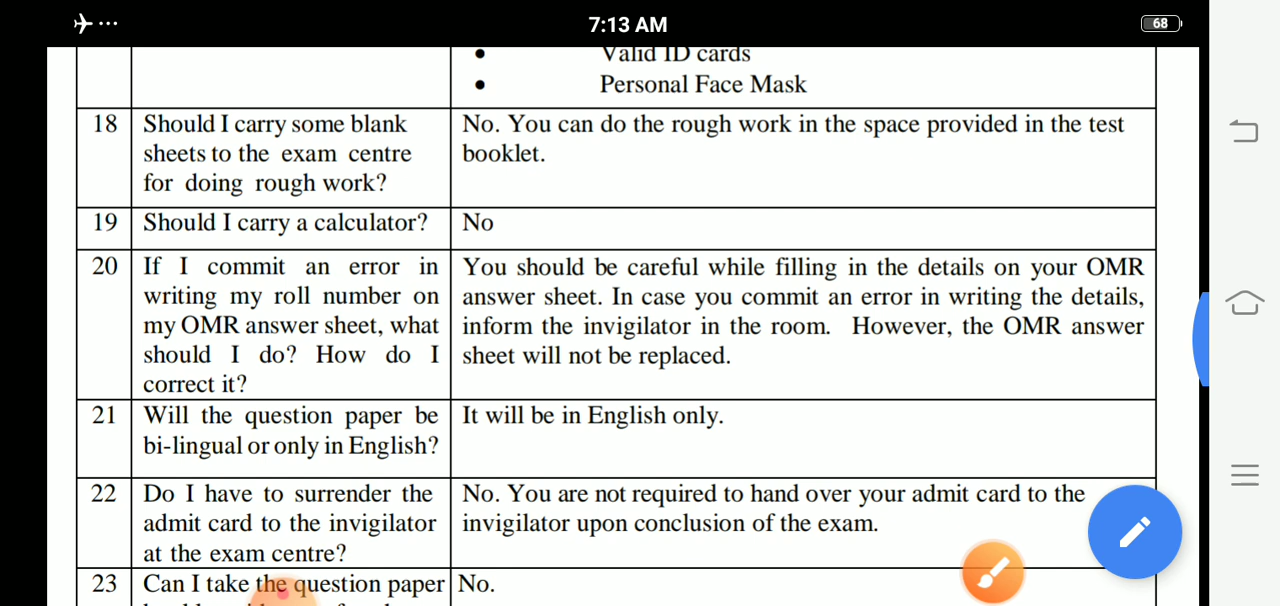 7:13 AM
68
• Valid ID cards
• Personal Face Mask
18 Should I carry some blank sheets to the exam centre for doing rough work?
No. You can do the rough work in the space provided in the test booklet.
19 Should I carry a calculator?
No
20 If I commit an error in writing my roll number on my OMR answer sheet, what should I do? How do I correct it?
You should be careful while filling in the details on your OMR answer sheet. In case you commit an error in writing the details, inform the invigilator in the room. However, the OMR answer sheet will not be replaced.
21 Will the question paper be bi-lingual or only in English?
It will be in English only.
22 Do I have to surrender the admit card to the invigilator at the exam centre?
No. You are not required to hand over your admit card to the invigilator upon conclusion of the exam.
23 Can I take the question paper
No.